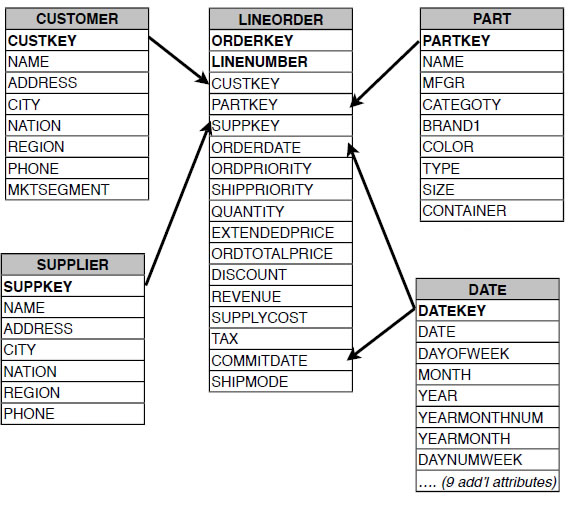 CUSTOMER
CUSTKEY
NAME
ADDRESS
CITY
NATION
REGION
PHONE
MKTSEGMENT
SUPPLIER
SUPPKEY
NAME
ADDRESS
CITY
NATION
REGION
PHONE
LINEORDER
ORDERKEY
LINENUMBER
CUSTKEY
PARTKEY
SUPPKEY
ORDERDATE
ORDPRIORITY
SHIPPRIORITY
QUANTITY
EXTENDEDPRICE
ORDTOTALPRICE
DISCOUNT
REVENUE
SUPPLYCOST
TAX
COMMITDATE
SHIPMODE
PART
PARTKEY
NAME
MFGR
CATEGOTY
BRAND1
COLOR
TYPE
SIZE
CONTAINER
DATE
DATEKEY
DATE
DAYOFWEEK
MONTH
YEAR
YEARMONTHNUM
YEARMONTH
DAYNUMWEEK
.... (9 add'l attributes)